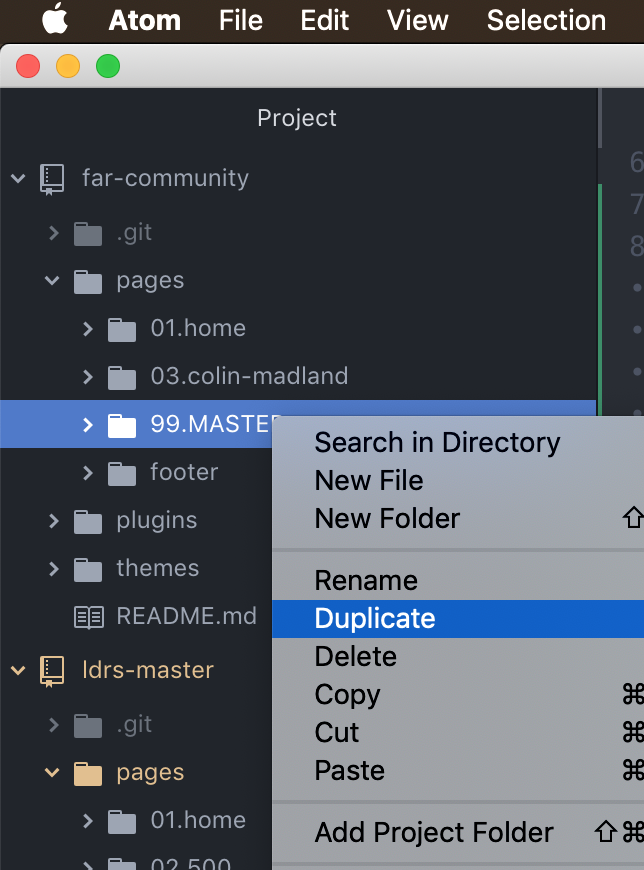 Atom File Edit View Selection
Project
far-community
.git
pages
01.home
03.colin-madland
99.MASTER
footer
plugins
themes
README.md
ldrs-master
.git
pages
01.home
02.500
6
7
8
Search in Directory
New File
New Folder ⇧
Rename
Duplicate
Delete
Copy ⌘
Cut ⌘
Paste ⌘
Add Project Folder ⇧⌘